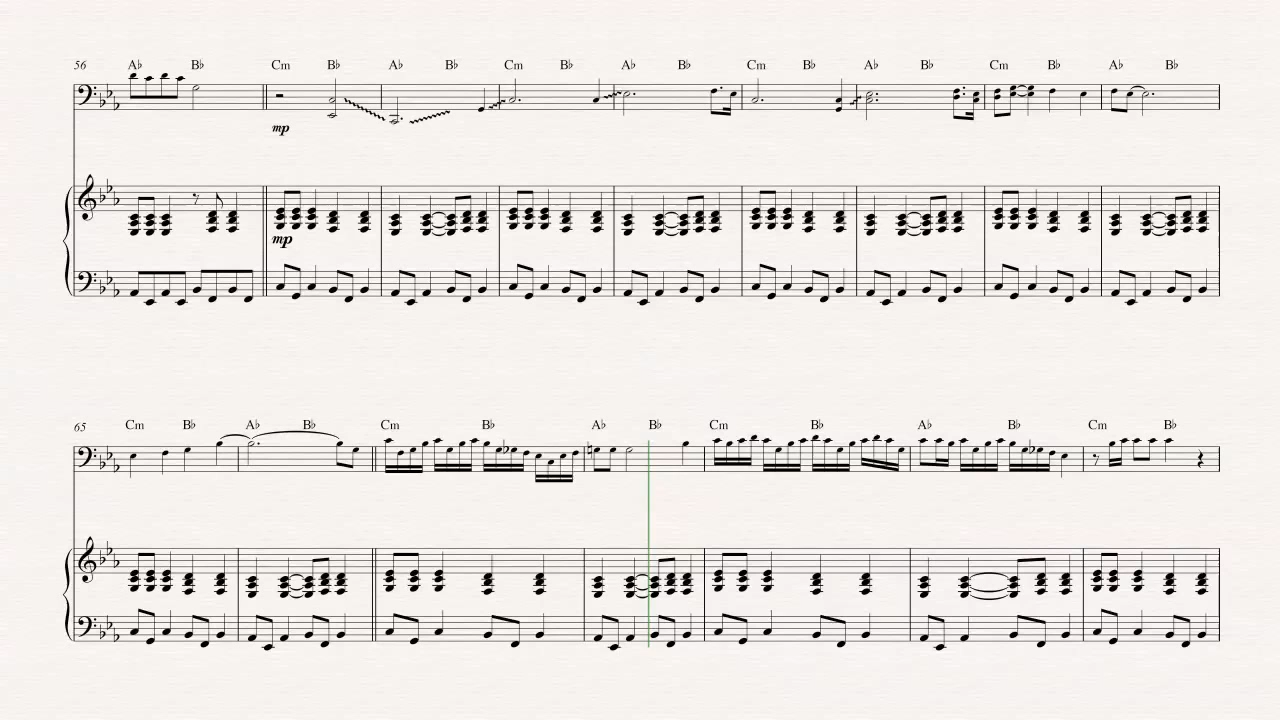 56 A♭ B♭ Cm B♭ A♭ B♭ Cm B♭ A♭ B♭ Cm B♭ A♭ B♭ Cm B♭ A♭ B♭
mp
mp
65 Cm B♭ A♭ B♭ Cm B♭ A♭ B♭ Cm B♭ A♭ B♭ Cm B♭